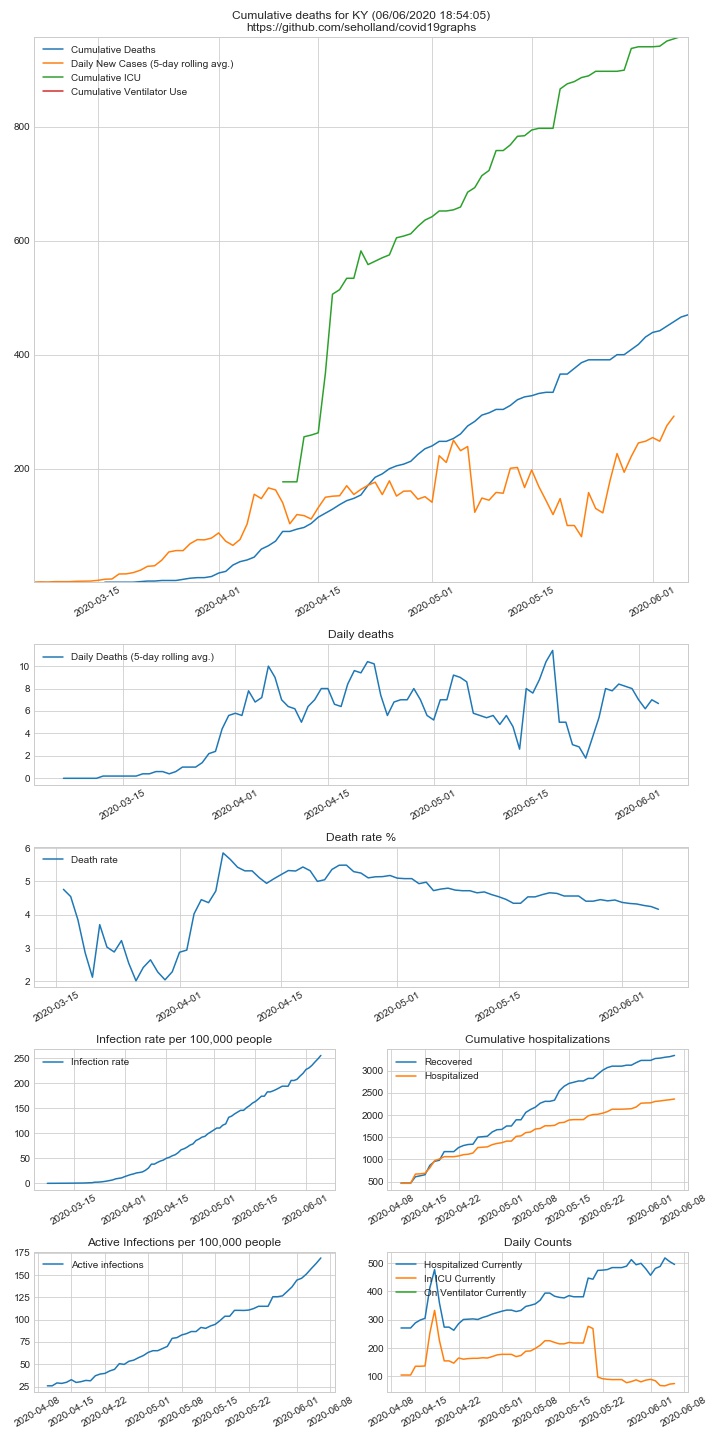 Cumulative deaths for KY (06/06/2020 18:54:05)
https://github.com/seholland/covid19graphs
Cumulative Deaths
Daily New Cases (5-day rolling avg.)
Cumulative ICU
Cumulative Ventilator Use
800
600
400
200
2020-03-15 2020-04-01 2020-04-15 2020-05-01 2020-05-15 2020-06-01
Daily deaths
Daily Deaths (5-day rolling avg.)
10
8
6
4
2
0
2020-03-15 2020-04-01 2020-04-15 2020-05-01 2020-05-15 2020-06-01
Death rate %
Death rate
6
5
4
3
2
2020-03-15 2020-04-01 2020-04-15 2020-05-01 2020-05-15 2020-06-01
Infection rate per 100,000 people
Infection rate
250
200
150
100
50
0
2020-03-15 2020-04-01 2020-04-15 2020-05-01 2020-05-15 2020-06-01
Cumulative hospitalizations
Recovered
Hospitalized
3000
2500
2000
1500
1000
500
2020-04-08 2020-04-15 2020-04-22 2020-05-01 2020-05-08 2020-05-15 2020-05-22 2020-06-01 2020-06-08
Active Infections per 100,000 people
Active infections
175
150
125
100
75
50
25
2020-04-08 2020-04-15 2020-04-22 2020-05-01 2020-05-08 2020-05-15 2020-05-22 2020-06-01 2020-06-08
Daily Counts
Hospitalized Currently
In ICU Currently
On Ventilator Currently
500
400
300
200
100
2020-04-08 2020-04-15 2020-04-22 2020-05-01 2020-05-08 2020-05-15 2020-05-22 2020-06-01 2020-06-08